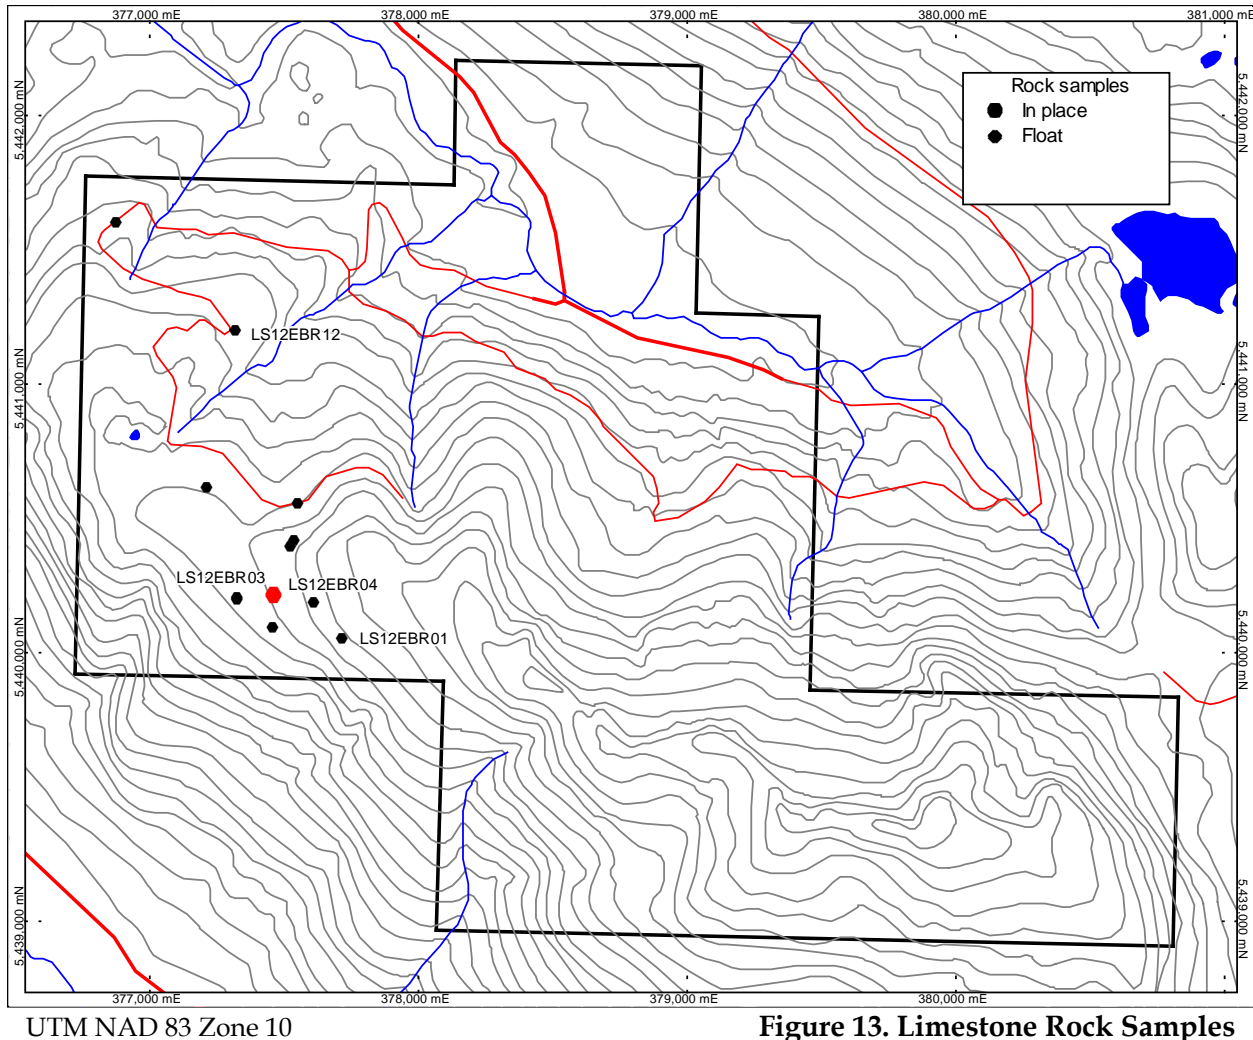 377,000 mE
378,000 mE
379,000 mE
380,000 mE
381,000 mE
5,442,000 mN
5,442,000 mN
Rock samples
In place
Float
LS12EBR12
5,441,000 mN
5,441,000 mN
LS12EBR03
LS12EBR04
LS12EBR01
5,440,000 mN
5,440,000 mN
5,439,000 mN
5,439,000 mN
377,000 mE
378,000 mE
379,000 mE
380,000 mE
UTM NAD 83 Zone 10
Figure 13. Limestone Rock Samples